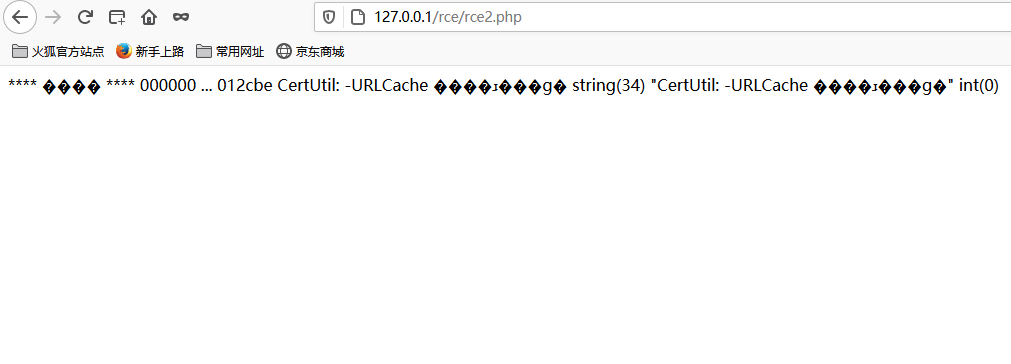 127.0.0.1/rce/rce2.php
火狐官方站点 新手上路 常用网址 京东商城
**** ���� **** 000000 ... 012cbe CertUtil: -URLCache ����ɪ���g� string(34) "CertUtil: -URLCache ����ɪ���g�" int(0)